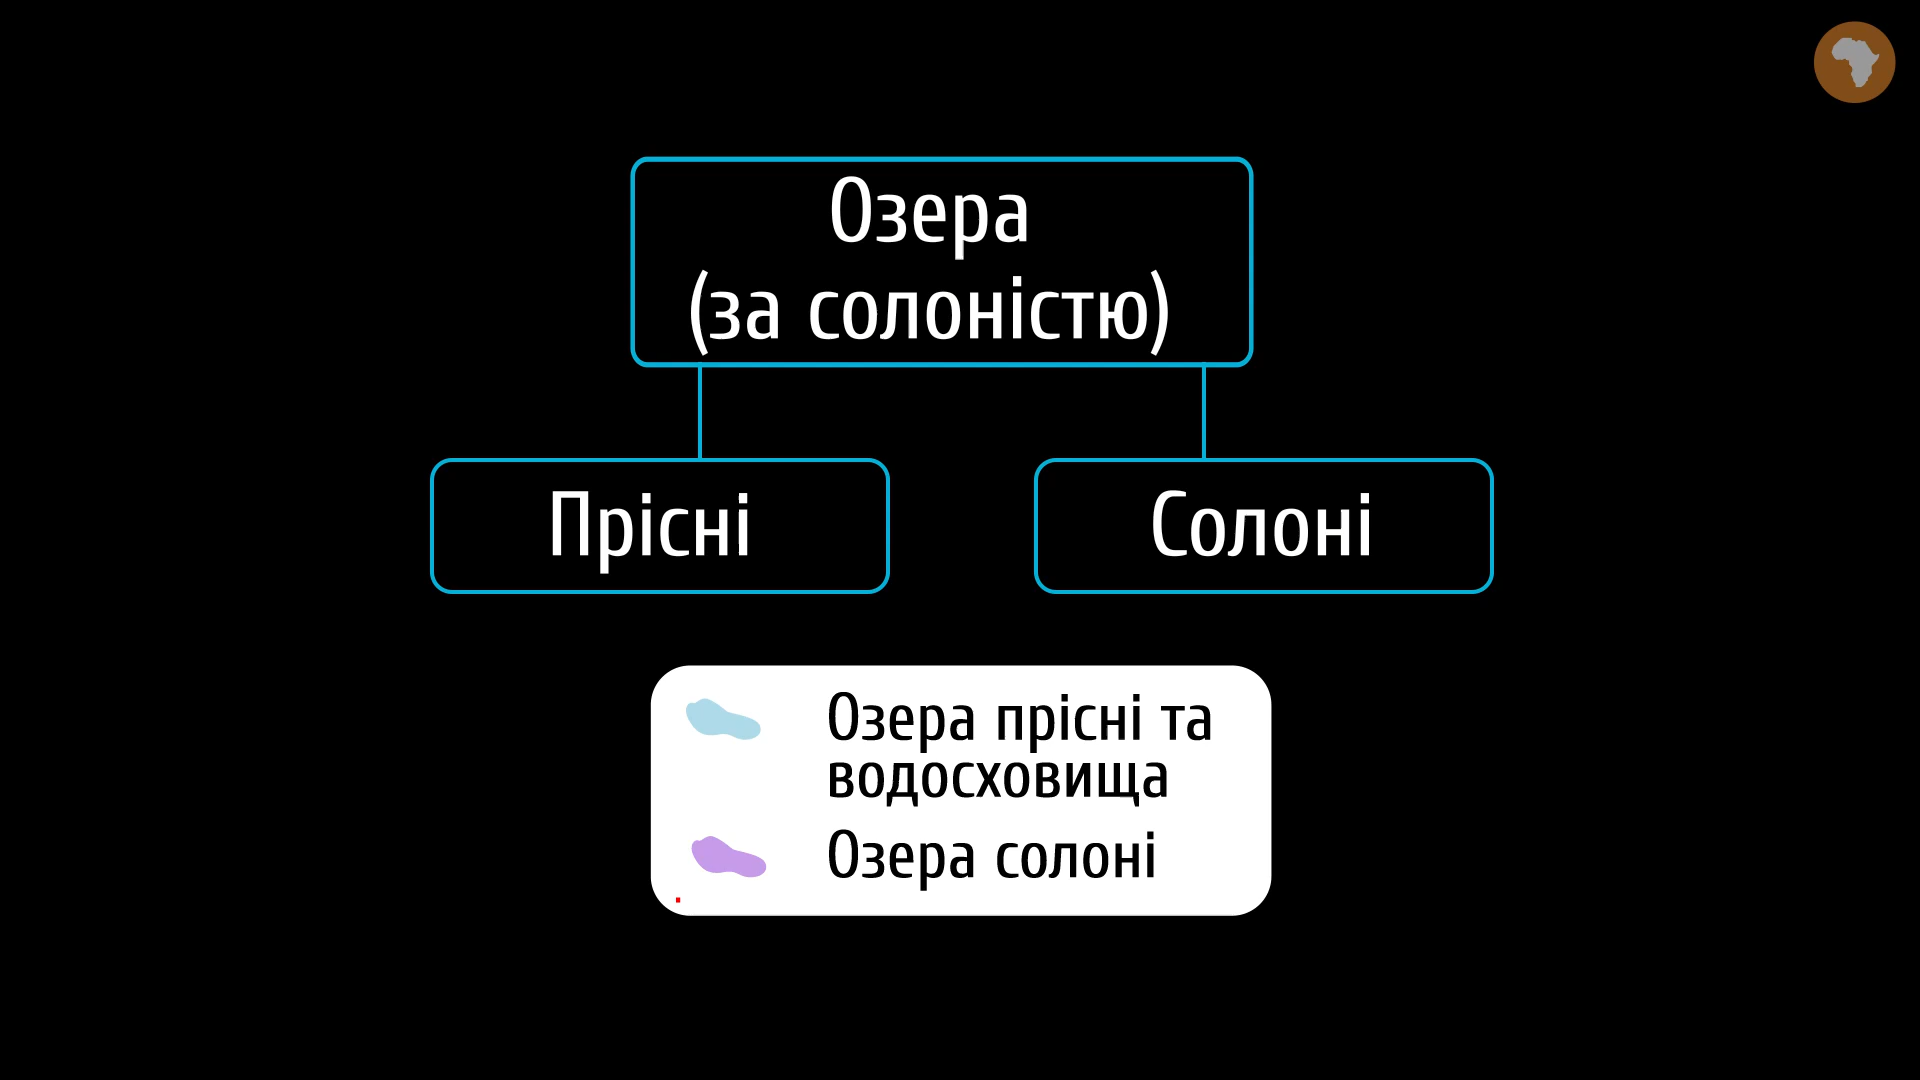 Озера
(за солоністю)
Прісні
Солоні
Озера прісні та
водосховища
Озера солоні